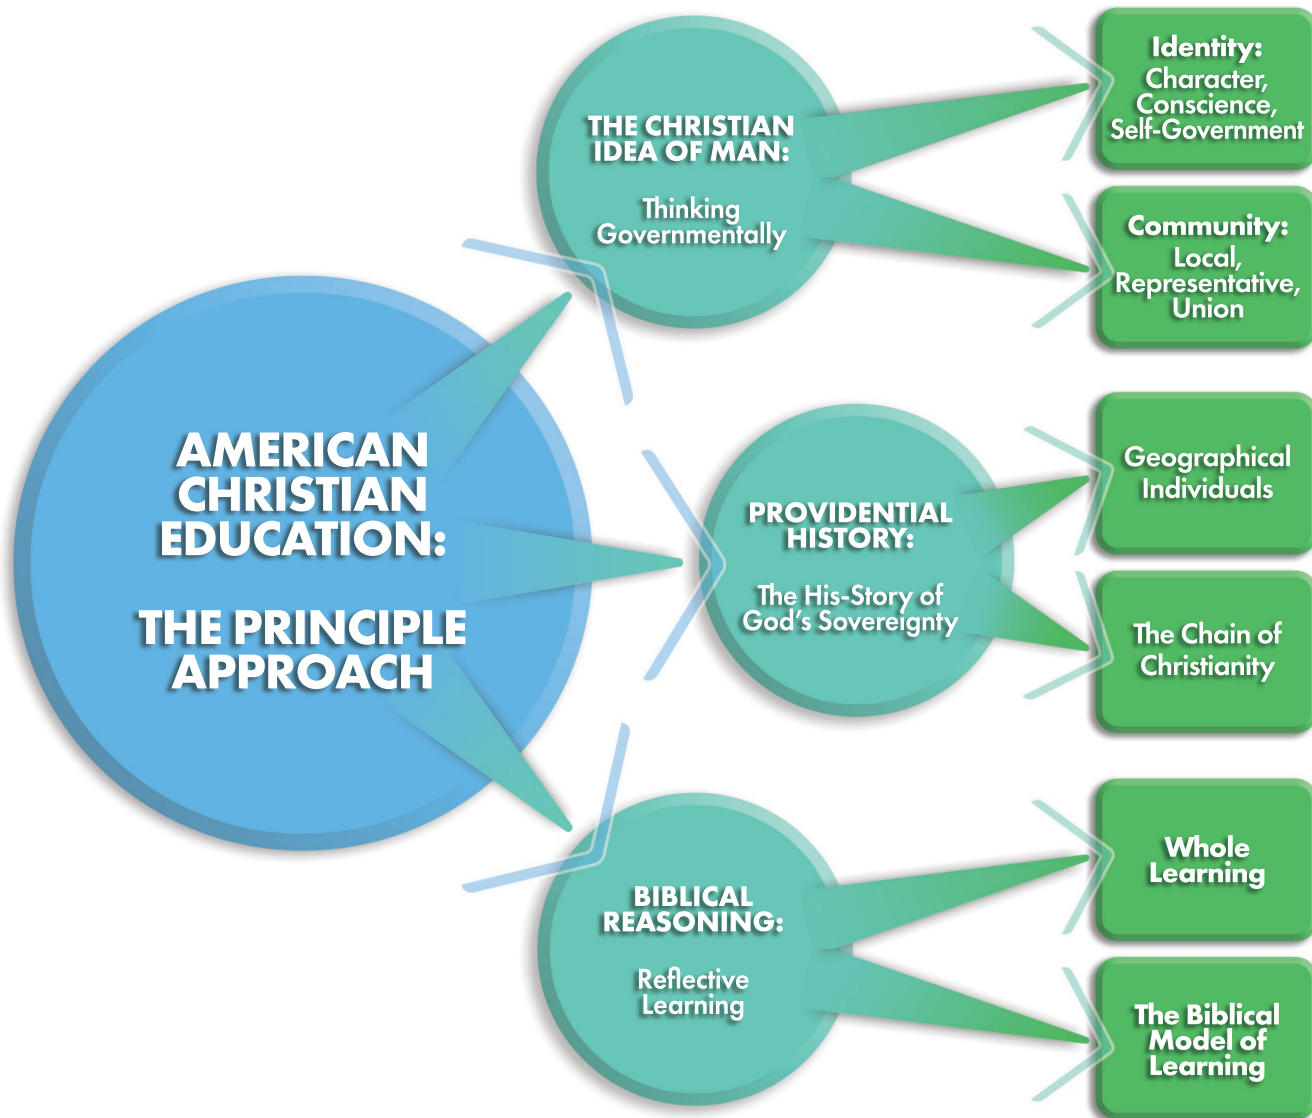 AMERICAN
CHRISTIAN
EDUCATION:
THE PRINCIPLE
APPROACH
THE CHRISTIAN
IDEA OF MAN:
Thinking
Governmentally
Identity:
Character,
Conscience,
Self-Government
Community:
Local,
Representative,
Union
PROVIDENTIAL
HISTORY:
The His-Story of
God's Sovereignty
Geographical
Individuals
The Chain of
Christianity
BIBLICAL
REASONING:
Reflective
Learning
Whole
Learning
The Biblical
Model of
Learning